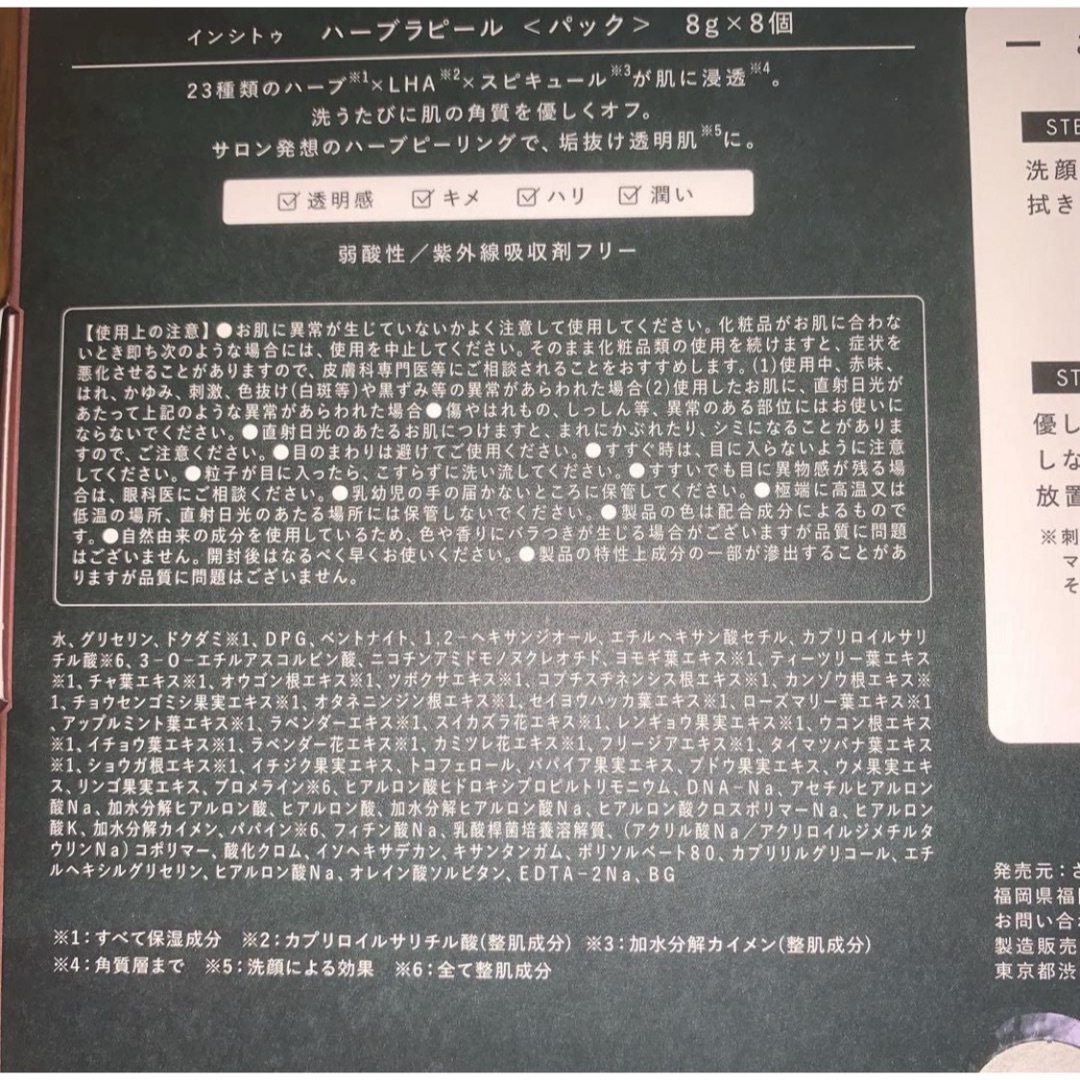 インシトゥ ハーブラピール ＜パック＞ 8g×8個
23種類のハーブ※1×LHA※2×スピキュール※3が肌に浸透※4。
洗うたびに肌の角質を優しくオフ。
サロン発想のハーブピーリングで、垢抜け透明肌※5に。
☑透明感 ☑キメ ☑ハリ ☑潤い
弱酸性／紫外線吸収剤フリー
【使用上の注意】●お肌に異常が生じていないかよく注意して使用してください。化粧品がお肌に合わな
いとき即ち次のような場合には、使用を中止してください。そのまま化粧品類の使用を続けますと、症状を
悪化させることがありますので、皮膚科専門医等にご相談されることをおすすめします。(1)使用中、赤味、
はれ、かゆみ、刺激、色抜け(白斑等)や黒ずみ等の異常があらわれた場合(2)使用したお肌に、直射日光が
あたって上記のような異常があらわれた場合●傷やはれもの、しっしん等、異常のある部位にはお使いに
ならないでください。●直射日光のあたるお肌につけますと、まれにかぶれたり、シミになることがありま
すので、ご注意ください。●目のまわりは避けてご使用ください。●すすぐ時は、目に入らないように注意
してください。●粒子が目に入ったら、こすらずに洗い流してください。●すすいでも目に異物感が残る場
合は、眼科医にご相談ください。●乳幼児の手の届かないところに保管してください。●極端に高温又は
低温の場所、直射日光のあたる場所には保管しないでください。●製品の色は配合成分によるもので
す。●自然由来の成分を使用しているため、色や香りにバラつきが生じる場合がございますが品質に問題
はございません。開封後はなるべく早くお使いください。●製品の特性上成分の一部が滲出することがあ
りますが品質に問題はございません。
水、グリセリン、ドクダミ※1、DPG、ベントナイト、1,2-ヘキサンジオール、エチルヘキサン酸セチル、カプリロイルサリ
チル酸※6、3-O-エチルアスコルビン酸、ニコチンアミドモノヌクレオチド、ヨモギ葉エキス※1、ティーツリー葉エキス
※1、チャ葉エキス※1、オウゴン根エキス※1、ツボクサエキス※1、コプチスチネンシス根エキス※1、カンゾウ根エキス※
1、チョウセンゴミシ果実エキス※1、オタネニンジン根エキス※1、セイヨウハッカ葉エキス※1、ローズマリー葉エキス※1
、アップルミント葉エキス※1、ラベンダーエキス※1、スイカズラ花エキス※1、レンギョウ果実エキス※1、ウコン根エキス
※1、イチョウ葉エキス※1、ラベンダー花エキス※1、カミツレ花エキス※1、フリージアエキス※1、タイマツバナ葉エキス
※1、ショウガ根エキス※1、イチジク果実エキス、トコフェロール、パパイア果実エキス、ブドウ果実エキス、ウメ果実エキ
ス、リンゴ果実エキス、ブロメライン※6、ヒアルロン酸ヒドロキシプロピルトリモニウム、DNA-Na、アセチルヒアルロン
酸Na、加水分解ヒアルロン酸、ヒアルロン酸、加水分解ヒアルロン酸Na、ヒアルロン酸クロスポリマーNa、ヒアルロン
酸K、加水分解カイメン、パパイン※6、フィチン酸Na、乳酸桿菌培養溶解質、(アクリル酸Na／アクリロイルジメチルタ
ウリンNa)コポリマー、酸化クロム、イソヘキサデカン、キサンタンガム、ポリソルベート80、カプリリルグリコール、エチ
ルヘキシルグリセリン、ヒアルロン酸Na、オレイン酸ソルビタン、EDTA-2Na、BG
※1：すべて保湿成分 ※2：カプリロイルサリチル酸(整肌成分) ※3：加水分解カイメン(整肌成分)
※4：角質層まで ※5：洗顔による効果 ※6：全て整肌成分
STE
洗顔
拭き
ST
優し
しな
放置
※刺
マ
そ
発売元：さ
福岡県福
お問い合
製造販売
東京都渋